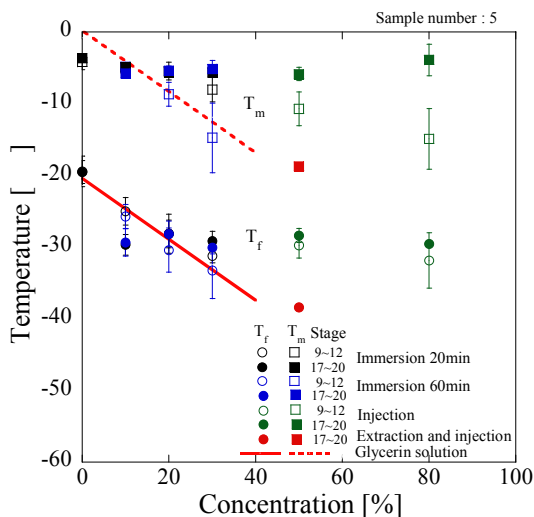 Sample number : 5
0
-10
-20
-30
-40
-50
-60
Temperature [ ]
T_m
T_f
T_f T_m Stage
9~12
17~20 Immersion 20min
9~12
17~20 Immersion 60min
9~12
17~20 Injection
17~20 Extraction and injection
Glycerin solution
0 20 40 60 80 100
Concentration [%]